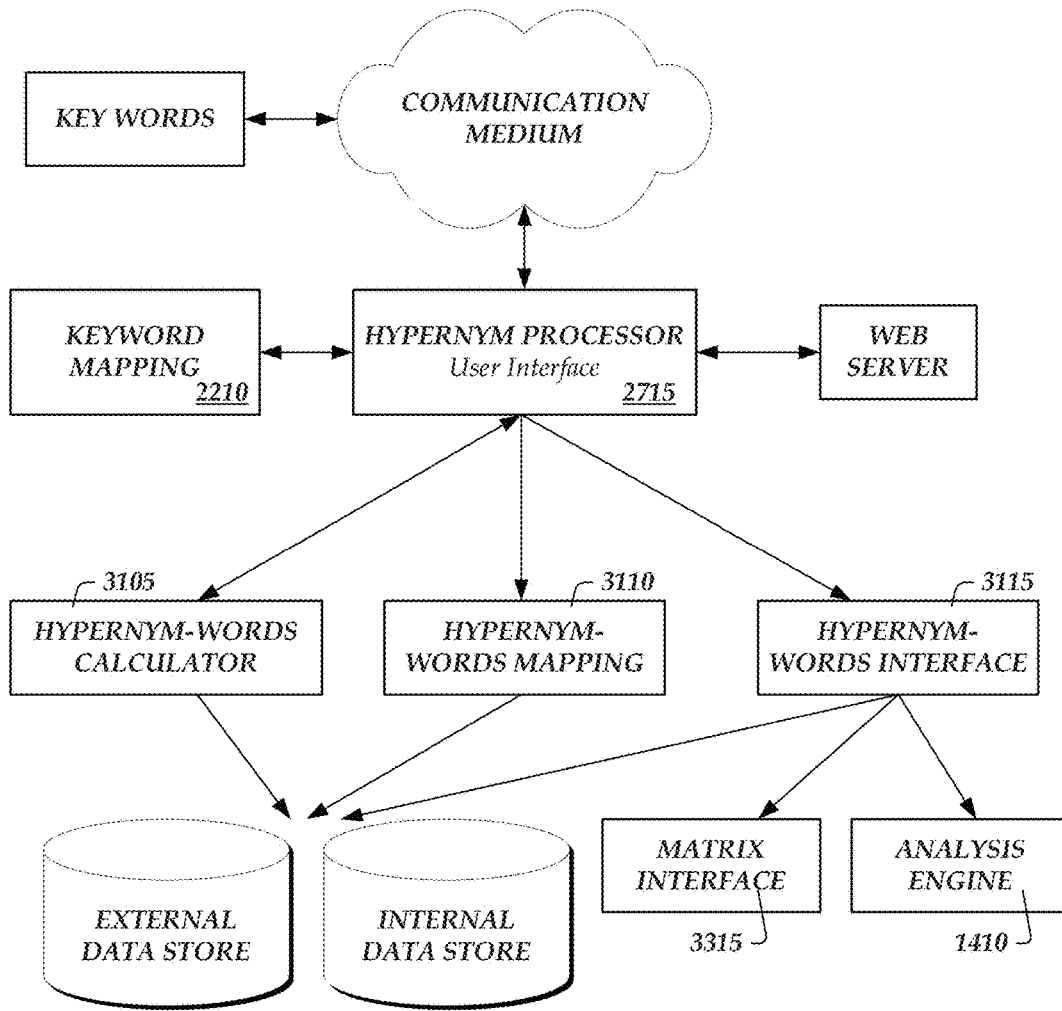 KEY WORDS
COMMUNICATION
MEDIUM
KEYWORD
MAPPING
2210
HYPERNYM PROCESSOR
User Interface
2715
WEB
SERVER
3105
HYPERNYM-WORDS
CALCULATOR
3110
HYPERNYM-
WORDS MAPPING
3115
HYPERNYM-
WORDS INTERFACE
EXTERNAL
DATA STORE
INTERNAL
DATA STORE
MATRIX
INTERFACE
3315
ANALYSIS
ENGINE
1410